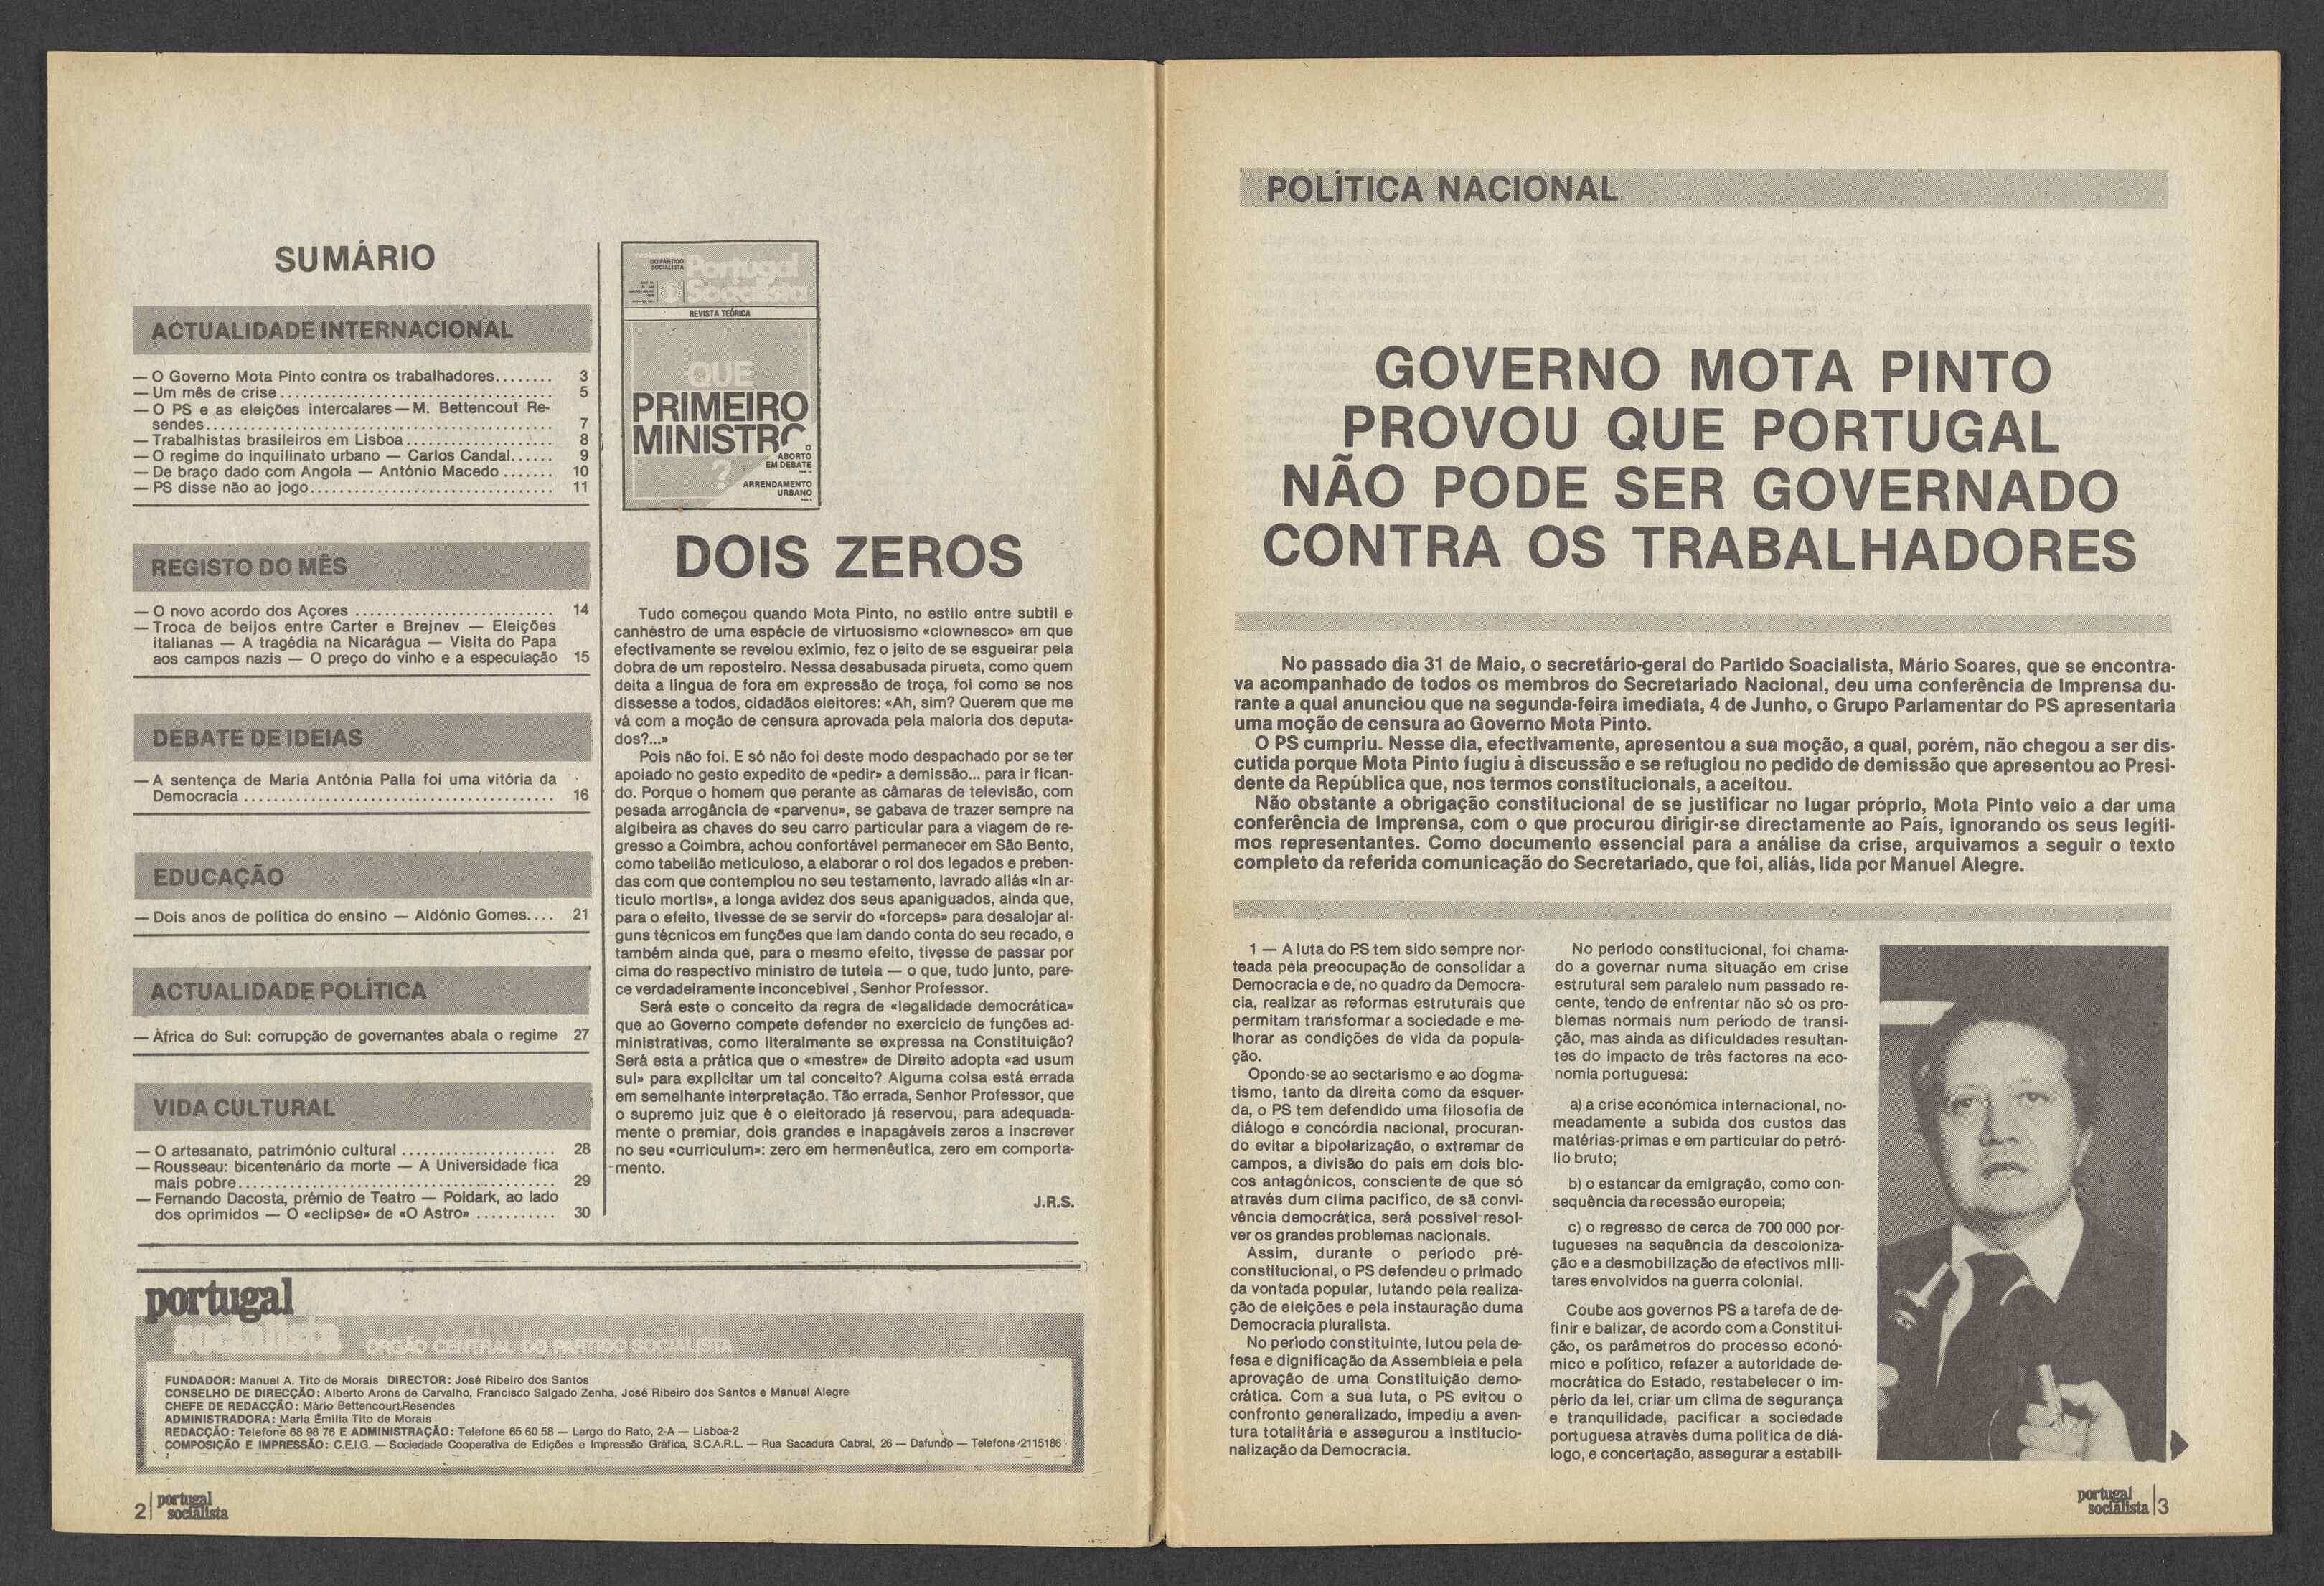 SUMÁRIO
ACTUALIDADE INTERNACIONAL
— O Governo Mota Pinto contra os trabalhadores........ 3
— Um mês de crise..................................... 5
— O PS e as eleições intercalares — M. Bettencout Re-
sendes............................................... 7
— Trabalhistas brasileiros em Lisboa.................... 8
— O regime do inquilinato urbano — Carlos Candal...... 9
— De braço dado com Angola — António Macedo ....... 10
— PS disse não ao jogo................................. 11
REGISTO DO MÊS
— O novo acordo dos Açores ........................... 14
— Troca de beijos entre Carter e Brejnev — Eleições
italianas — A tragédia na Nicarágua — Visita do Papa
aos campos nazis — O preço do vinho e a especulação 15
DEBATE DE IDEIAS
— A sentença de Maria Antónia Palla foi uma vitória da
Democracia .......................................... 16
EDUCAÇÃO
— Dois anos de política do ensino — Aldónio Gomes.... 21
ACTUALIDADE POLÍTICA
— África do Sul: corrupção de governantes abala o regime 27
VIDA CULTURAL
— O artesanato, património cultural ..................... 28
— Rousseau: bicentenário da morte — A Universidade fica
mais pobre........................................... 29
— Fernando Dacosta, prémio de Teatro — Poldark, ao lado
dos oprimidos — O «eclipse» de «O Astro» ........... 30
DO PARTIDO
SOCIALISTA
Portugal
Socialista
REVISTA TEÓRICA
QUE
PRIMEIRO
MINISTRO
?
ABORTO
EM DEBATE
ARRENDAMENTO
URBANO
DOIS ZEROS
Tudo começou quando Mota Pinto, no estilo entre subtil e
canhestro de uma espécie de virtuosismo «clownesco» em que
efectivamente se revelou exímio, fez o jeito de se esgueirar pela
dobra de um reposteiro. Nessa desabusada pirueta, como quem
deita a língua de fora em expressão de troça, foi como se nos
dissesse a todos, cidadãos eleitores: «Ah, sim? Querem que me
vá com a moção de censura aprovada pela maioria dos deputa-
dos?...»
Pois não foi. E só não foi deste modo despachado por se ter
apoiado no gesto expedito de «pedir» a demissão... para ir fican-
do. Porque o homem que perante as câmaras de televisão, com
pesada arrogância de «parvenu», se gabava de trazer sempre na
algibeira as chaves do seu carro particular para a viagem de re-
gresso a Coimbra, achou confortável permanecer em São Bento,
como tabelião meticuloso, a elaborar o rol dos legados e preben-
das com que contemplou no seu testamento, lavrado aliás «in ar-
ticulo mortis», a longa avidez dos seus apaniguados, ainda que,
para o efeito, tivesse de se servir do «forceps» para desalojar al-
guns técnicos em funções que iam dando conta do seu recado, e
também ainda que, para o mesmo efeito, tivesse de passar por
cima do respectivo ministro de tutela — o que, tudo junto, pare-
ce verdadeiramente inconcebível , Senhor Professor.
Será este o conceito da regra de «legalidade democrática»
que ao Governo compete defender no exercício de funções ad-
ministrativas, como literalmente se expressa na Constituição?
Será esta a prática que o «mestre» de Direito adopta «ad usum
sui» para explicitar um tal conceito? Alguma coisa está errada
em semelhante interpretação. Tão errada, Senhor Professor, que
o supremo juiz que é o eleitorado já reservou, para adequada-
mente o premiar, dois grandes e inapagáveis zeros a inscrever
no seu «curriculum»: zero em hermenêutica, zero em comporta-
mento.
J.R.S.
portugal
socialista ORGÃO CENTRAL DO PARTIDO SOCIALISTA
FUNDADOR: Manuel A. Tito de Morais DIRECTOR: José Ribeiro dos Santos
CONSELHO DE DIRECÇÃO: Alberto Arons de Carvalho, Francisco Salgado Zenha, José Ribeiro dos Santos e Manuel Alegre
CHEFE DE REDACÇÃO: Mário Bettencourt Resendes
ADMINISTRADORA: Maria Emília Tito de Morais
REDACÇÃO: Telefone 68 98 76 E ADMINISTRAÇÃO: Telefone 65 60 58 — Largo do Rato, 2-A — Lisboa-2
COMPOSIÇÃO E IMPRESSÃO: C.E.I.G. — Sociedade Cooperativa de Edições e Impressão Gráfica, S.C.A.R.L. — Rua Sacadura Cabral, 26 — Dafundo — Telefone 2115186
2 portugal
socialista
POLÍTICA NACIONAL
GOVERNO MOTA PINTO
PROVOU QUE PORTUGAL
NÃO PODE SER GOVERNADO
CONTRA OS TRABALHADORES
No passado dia 31 de Maio, o secretário-geral do Partido Soacialista, Mário Soares, que se encontra-
va acompanhado de todos os membros do Secretariado Nacional, deu uma conferência de Imprensa du-
rante a qual anunciou que na segunda-feira imediata, 4 de Junho, o Grupo Parlamentar do PS apresentaria
uma moção de censura ao Governo Mota Pinto.
O PS cumpriu. Nesse dia, efectivamente, apresentou a sua moção, a qual, porém, não chegou a ser dis-
cutida porque Mota Pinto fugiu à discussão e se refugiou no pedido de demissão que apresentou ao Presi-
dente da República que, nos termos constitucionais, a aceitou.
Não obstante a obrigação constitucional de se justificar no lugar próprio, Mota Pinto veio a dar uma
conferência de Imprensa, com o que procurou dirigir-se directamente ao País, ignorando os seus legíti-
mos representantes. Como documento essencial para a análise da crise, arquivamos a seguir o texto
completo da referida comunicação do Secretariado, que foi, aliás, lida por Manuel Alegre.
1 — A luta do PS tem sido sempre nor-
teada pela preocupação de consolidar a
Democracia e de, no quadro da Democra-
cia, realizar as reformas estruturais que
permitam transformar a sociedade e me-
lhorar as condições de vida da popula-
ção.
Opondo-se ao sectarismo e ao dogma-
tismo, tanto da direita como da esquer-
da, o PS tem defendido uma filosofia de
diálogo e concórdia nacional, procuran-
do evitar a bipolarização, o extremar de
campos, a divisão do país em dois blo-
cos antagónicos, consciente de que só
através dum clima pacífico, de sã convi-
vência democrática, será possível resol-
ver os grandes problemas nacionais.
Assim, durante o período pré-
constitucional, o PS defendeu o primado
da vontade popular, lutando pela realiza-
ção de eleições e pela instauração duma
Democracia pluralista.
No período constituinte, lutou pela de-
fesa e dignificação da Assembleia e pela
aprovação de uma Constituição demo-
crática. Com a sua luta, o PS evitou o
confronto generalizado, impediu a aven-
tura totalitária e assegurou a institucio-
nalização da Democracia.
No período constitucional, foi chama-
do a governar numa situação em crise
estrutural sem paralelo num passado re-
cente, tendo de enfrentar não só os pro-
blemas normais num período de transi-
ção, mas ainda as dificuldades resultan-
tes do impacto de três factores na eco-
nomia portuguesa:
a) a crise económica internacional, no-
meadamente a subida dos custos das
matérias-primas e em particular do petró-
lio bruto;
b) o estancar da emigração, como con-
sequência da recessão europeia;
c) o regresso de cerca de 700 000 por-
tugueses na sequência da descoloniza-
ção e a desmobilização de efectivos mili-
tares envolvidos na guerra colonial.
Coube aos governos PS a tarefa de de-
finir e balizar, de acordo com a Constitui-
ção, os parâmetros do processo econó-
mico e político, refazer a autoridade de-
mocrática do Estado, restabelecer o im-
pério da lei, criar um clima de segurança
e tranquilidade, pacificar a sociedade
portuguesa através duma política de diá-
logo, e concertação, assegurar a estabili-
portugal
socialista 3